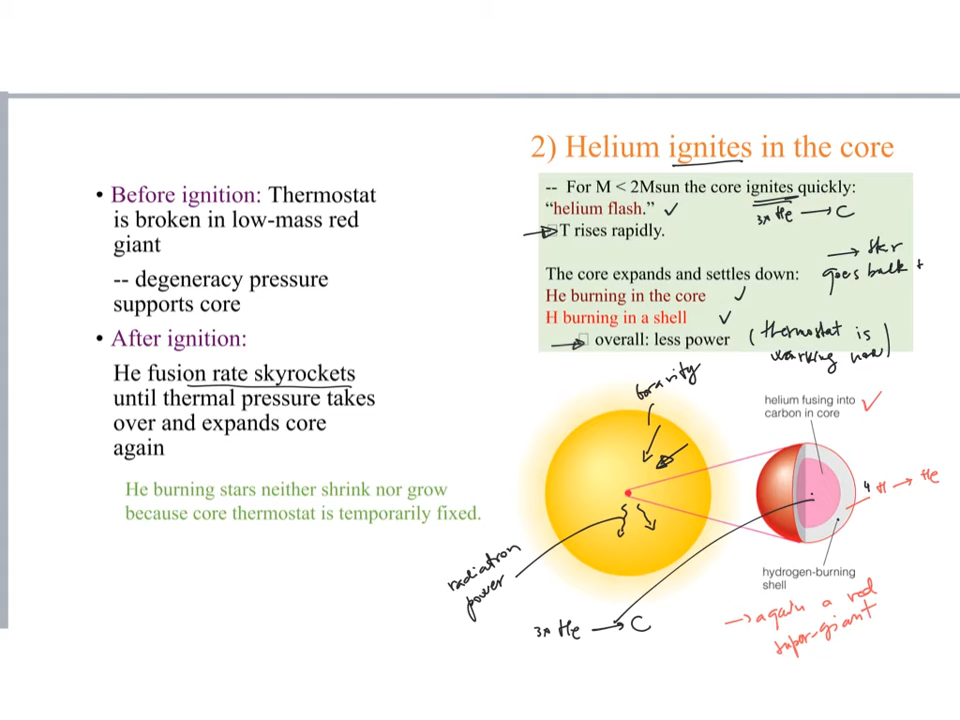 • Before ignition: Thermostat
is broken in low-mass red
giant
-- degeneracy pressure
supports core
• After ignition:
He fusion rate skyrockets
until thermal pressure takes
over and expands core
again
He burning stars neither shrink nor grow
because core thermostat is temporarily fixed.
2) Helium ignites in the core
-- For M < 2Msun the core ignites quickly:
"helium flash." ✓
3x He → C
→ T rises rapidly.
The core expands and settles down:
→
goes back
He burning in the core ✓
H burning in a shell ✓
→ overall: less power
(thermostat is
working now)
Gravity
helium fusing into
carbon in core ✓
4 H → He
hydrogen-burning
shell
radiation
power
3x He → C
→ again a red
super-giant